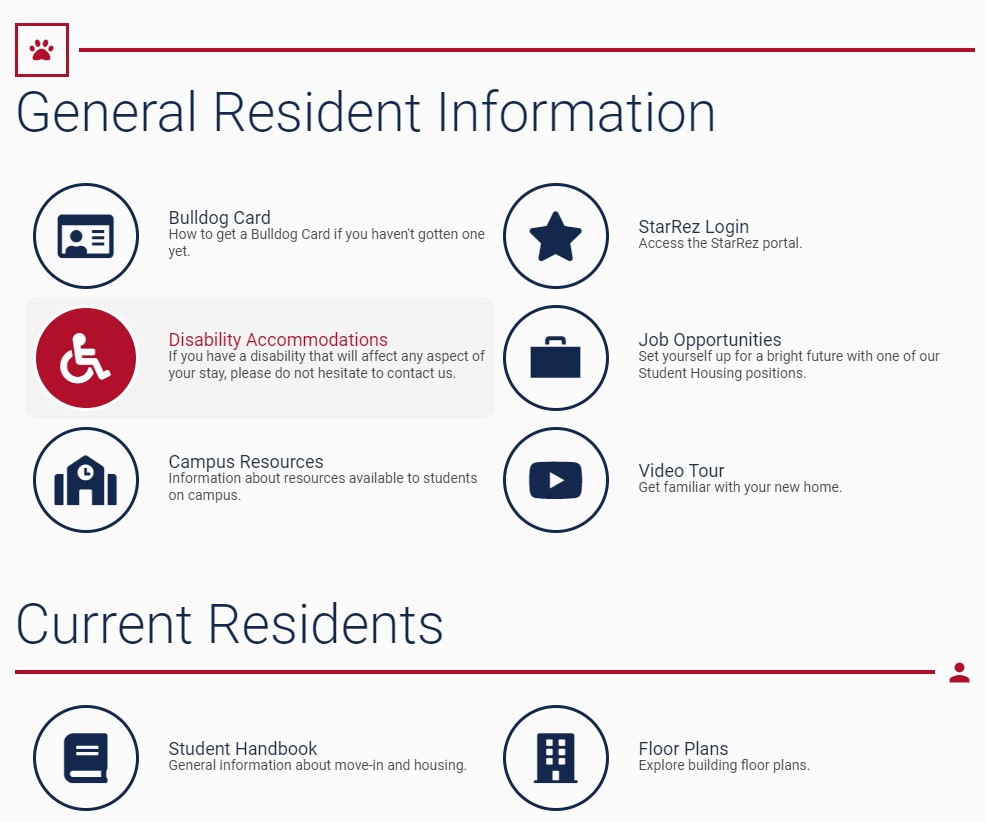 General Resident Information
Bulldog Card
How to get a Bulldog Card if you haven't gotten one
yet.
StarRez Login
Access the StarRez portal.
Disability Accommodations
If you have a disability that will affect any aspect of
your stay, please do not hesitate to contact us.
Job Opportunities
Set yourself up for a bright future with one of our
Student Housing positions.
Campus Resources
Information about resources available to students
on campus.
Video Tour
Get familiar with your new home.
Current Residents
Student Handbook
General information about move-in and housing.
Floor Plans
Explore building floor plans.